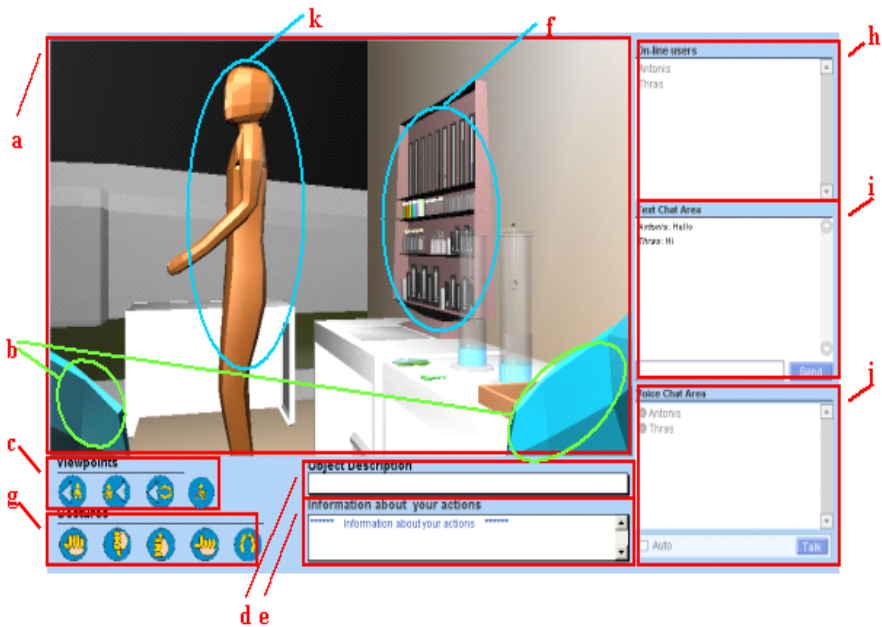 k
f
h
a
On-line users
Antonis
Thras
i
Text Chat Area
Antonis: Hello
Thras: Hi
b
Send
j
Voice Chat Area
Antonis
Thras
c
Viewpoints
Object Description
g
Gestures
Information about your actions
****** Information about your actions ******
Auto
Talk
d e